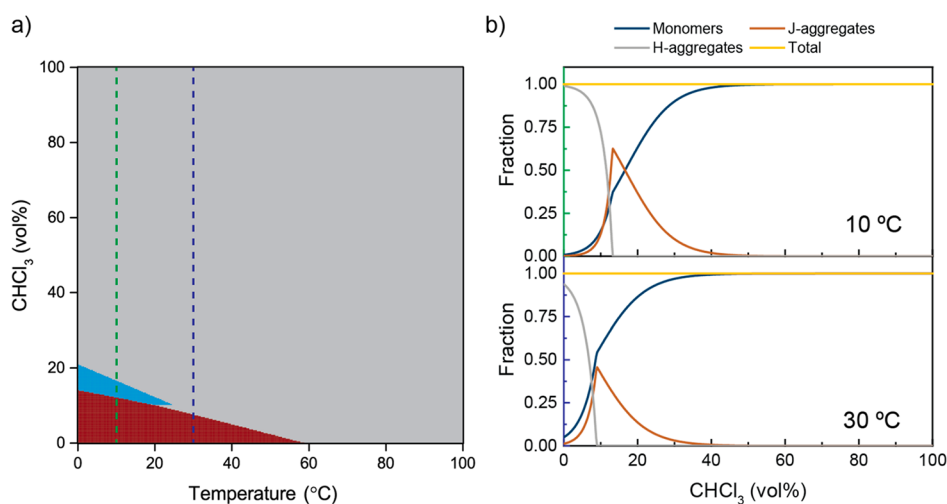 a)
100
80
60
40
20
0
CHCl₃ (vol%)
0 20 40 60 80 100
Temperature (°C)
b)
Monomers J-aggregates
H-aggregates Total
1.00
0.75
0.50
0.25
0.00
Fraction
10 ºC
1.00
0.75
0.50
0.25
0.00
Fraction
30 ºC
0 20 40 60 80 100
CHCl₃ (vol%)